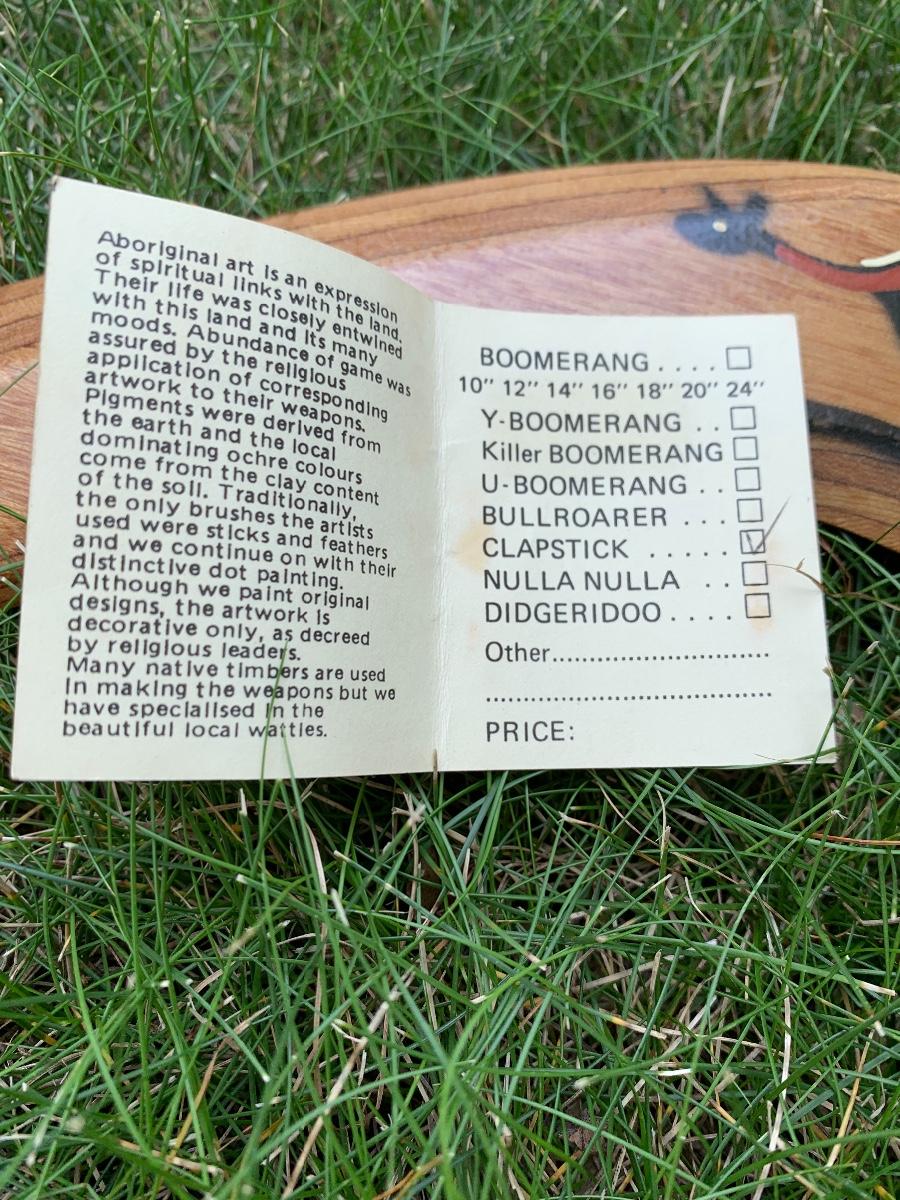 Aboriginal art is an expression
of spiritual links with the land.
Their life was closely entwined
with this land and its many
moods. Abundance of game was
assured by the religious
application of corresponding
artwork to their weapons.
Pigments were derived from
the earth and the local
dominating ochre colours
come from the clay content
of the soil. Traditionally,
the only brushes the artists
used were sticks and feathers
and we continue on with their
distinctive dot painting.
Although we paint original
designs, the artwork is
decorative only, as decreed
by religious leaders.
Many native timbers are used
in making the weapons but we
have specialised in the
beautiful local wattles.
BOOMERANG . . . . ☐
10" 12" 14" 16" 18" 20" 24"
Y-BOOMERANG . . ☐
Killer BOOMERANG ☐
U-BOOMERANG . . ☐
BULLROARER . . . ☐
CLAPSTICK . . . . . ☑
NULLA NULLA . . ☐
DIDGERIDOO . . . . ☐
Other..............................
........................................
PRICE: